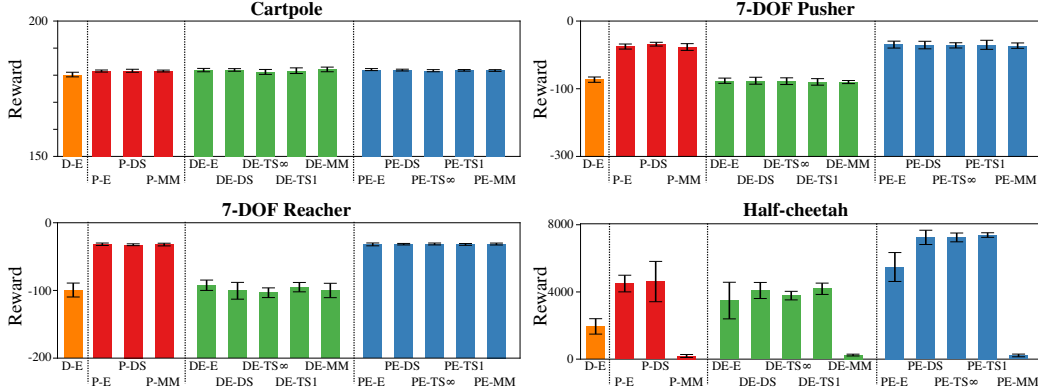 Cartpole
200
150
Reward
D-E
P-DS
DE-E
DE-TS∞
DE-MM
PE-DS
PE-TS1
P-E
P-MM
DE-DS
DE-TS1
PE-E
PE-TS∞
PE-MM
7-DOF Pusher
-0
-100
-300
Reward
D-E
P-DS
DE-E
DE-TS∞
DE-MM
PE-DS
PE-TS1
P-E
P-MM
DE-DS
DE-TS1
PE-E
PE-TS∞
PE-MM
7-DOF Reacher
-0
-100
-200
Reward
D-E
P-DS
DE-E
DE-TS∞
DE-MM
PE-DS
PE-TS1
P-E
P-MM
DE-DS
DE-TS1
PE-E
PE-TS∞
PE-MM
Half-cheetah
8000
4000
0
Reward
D-E
P-DS
DE-E
DE-TS∞
DE-MM
PE-DS
PE-TS1
P-E
P-MM
DE-DS
DE-TS1
PE-E
PE-TS∞
PE-MM